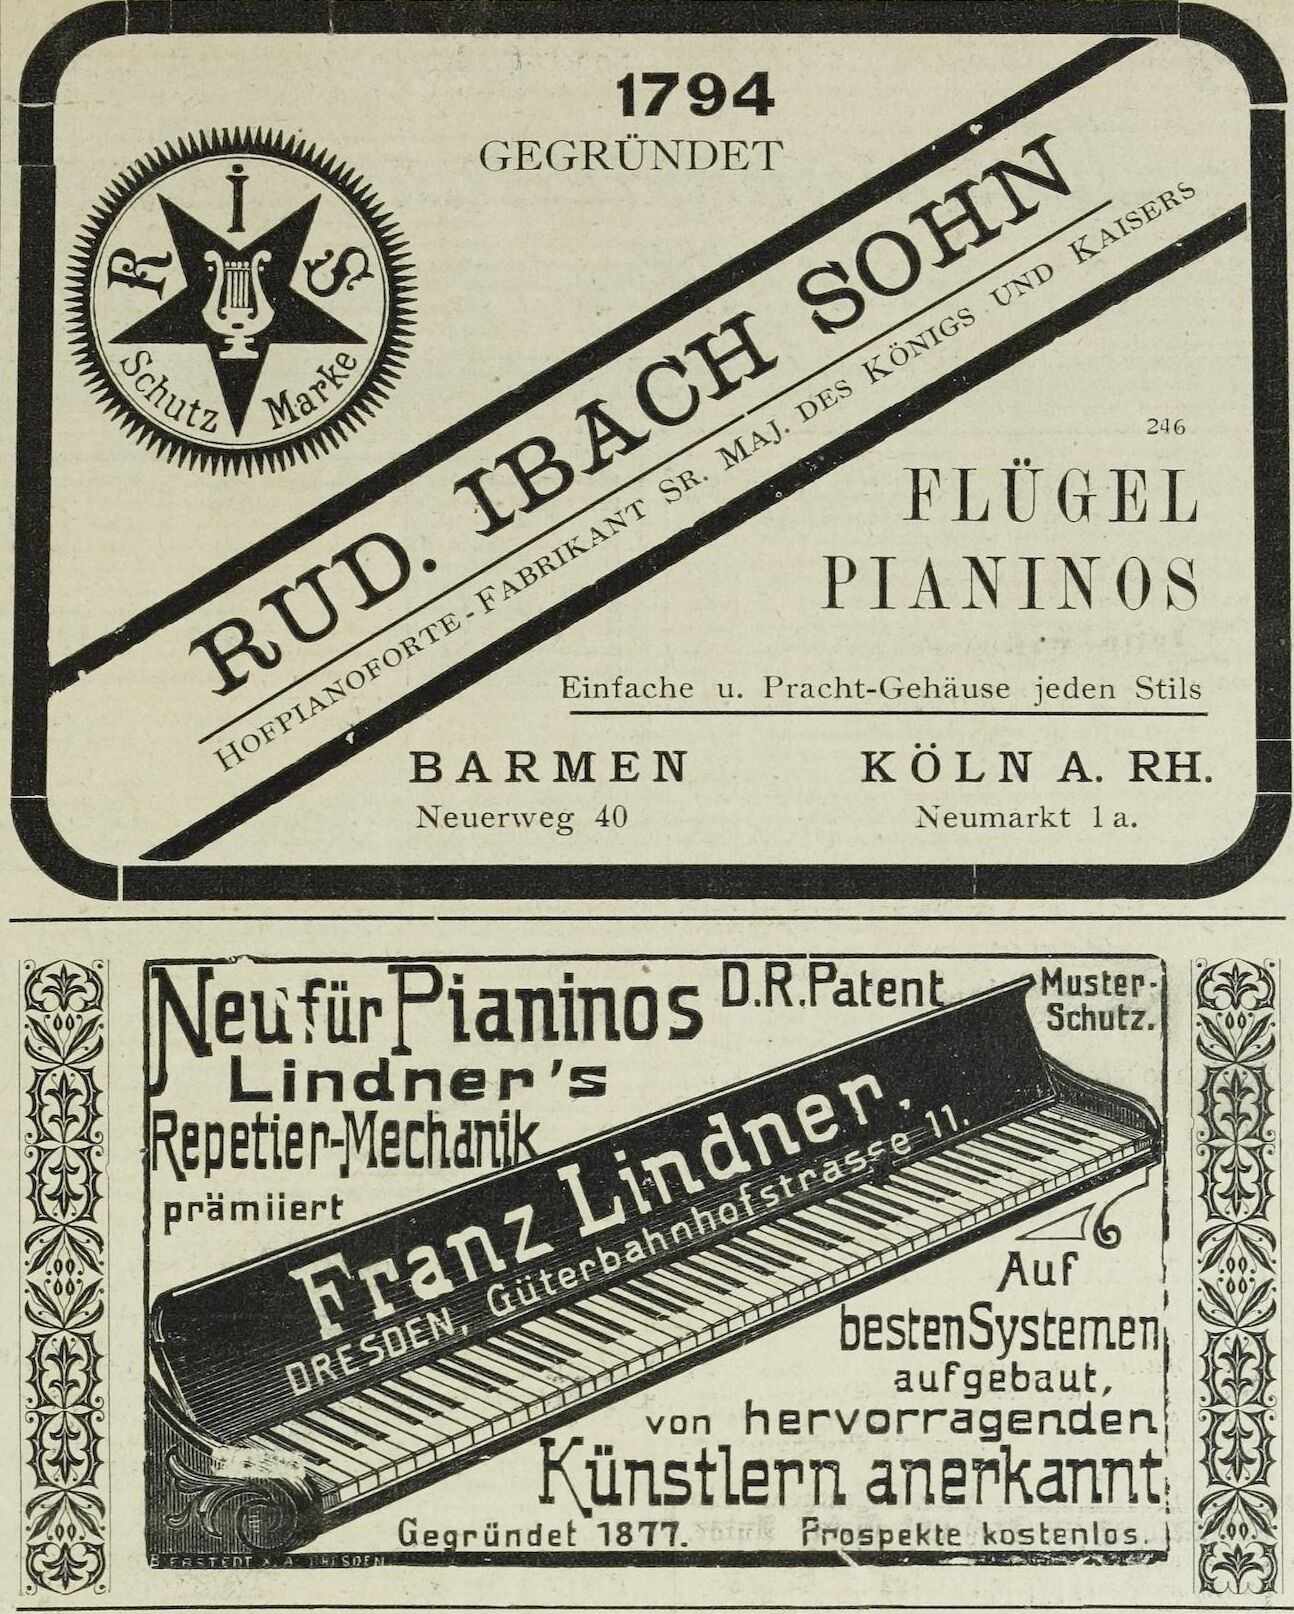 1794
GEGRÜNDET
R i S
Schutz Marke
RUD. IBACH SOHN
HOFPIANOFORTE-FABRIKANT SR. MAJ. DES KÖNIGS UND KAISERS
246
FLÜGEL
PIANINOS
Einfache u. Pracht-Gehäuse jeden Stils
BARMEN
Neuerweg 40
KÖLN A. RH.
Neumarkt 1 a.
Neu für Pianinos
D.R.Patent
Muster-
Schutz.
Lindner's
Repetier-Mechanik
prämiiert
Franz Lindner.
DRESDEN, Güterbahnhofstrasse 11.
Auf
besten Systemen
aufgebaut,
von hervorragenden
Künstlern anerkannt
Gegründet 1877.
Prospekte kostenlos.
DRESDEN